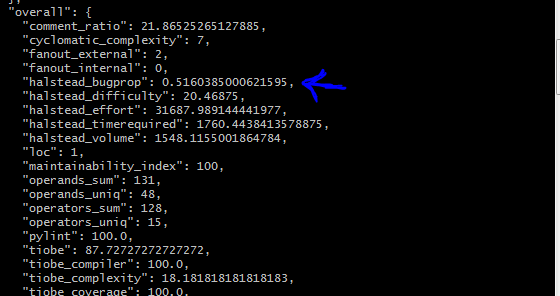 },
"overall": {
"comment_ratio": 21.86525265127885,
"cyclomatic_complexity": 7,
"fanout_external": 2,
"fanout_internal": 0,
"halstead_bugprop": 0.5160385000621595,
"halstead_difficulty": 20.46875,
"halstead_effort": 31687.989144441977,
"halstead_timerequired": 1760.4438413578875,
"halstead_volume": 1548.1155001864784,
"loc": 1,
"maintainability_index": 100,
"operands_sum": 131,
"operands_uniq": 48,
"operators_sum": 128,
"operators_uniq": 15,
"pylint": 100.0,
"tiobe": 87.72727272727272,
"tiobe_compiler": 100.0,
"tiobe_complexity": 18.181818181818183,
"tiobe_coverage": 100.0,